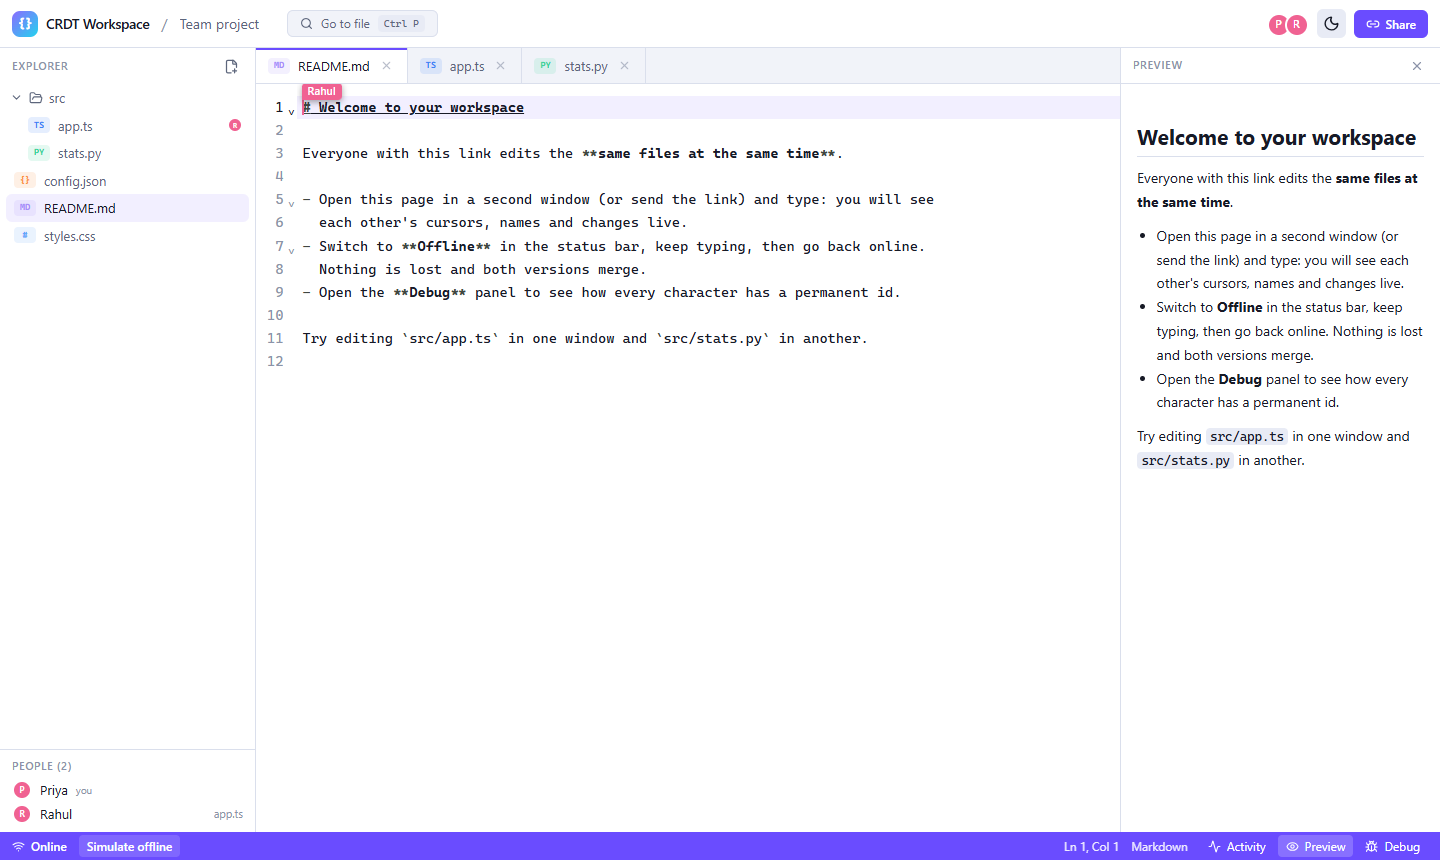 {} CRDT Workspace / Team project
Go to file Ctrl P
P R
Share
EXPLORER
src
TS app.ts R
PY stats.py
{} config.json
MD README.md
# styles.css
PEOPLE (2)
P Priya you
R Rahul app.ts
MD README.md
TS app.ts
PY stats.py
Rahul
1 # Welcome to your workspace
2
3 Everyone with this link edits the **same files at the same time**.
4
5 - Open this page in a second window (or send the link) and type: you will see
6 each other's cursors, names and changes live.
7 - Switch to **Offline** in the status bar, keep typing, then go back online.
8 Nothing is lost and both versions merge.
9 - Open the **Debug** panel to see how every character has a permanent id.
10
11 Try editing `src/app.ts` in one window and `src/stats.py` in another.
12
PREVIEW
Welcome to your workspace
Everyone with this link edits the same files at
the same time.
• Open this page in a second window (or
send the link) and type: you will see each
other's cursors, names and changes live.
• Switch to Offline in the status bar, keep
typing, then go back online. Nothing is lost
and both versions merge.
• Open the Debug panel to see how every
character has a permanent id.
Try editing src/app.ts in one window and
src/stats.py in another.
Online Simulate offline
Ln 1, Col 1 Markdown Activity Preview Debug